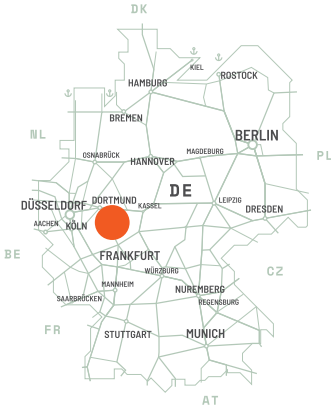 DK
KIEL
ROSTOCK
HAMBURG
BREMEN
NL
BERLIN
OSNABRÜCK
HANNOVER
MAGDEBURG
PL
DE
DÜSSELDORF
DORTMUND
KASSEL
LEIPZIG
DRESDEN
AACHEN
KÖLN
BE
FRANKFURT
WÜRZBURG
CZ
MANNHEIM
NUREMBERG
SAARBRÜCKEN
REGENSBURG
FR
STUTTGART
MUNICH
AT